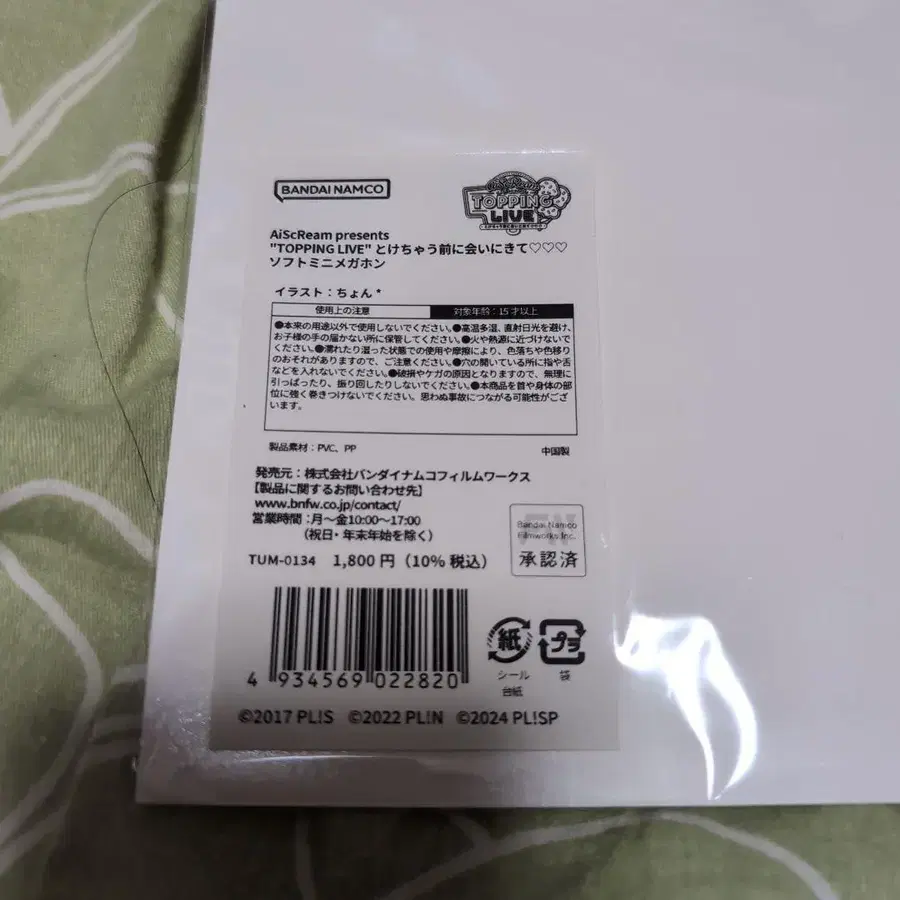 BANDAI NAMCO
AiScReam
TOPPING
LIVE
とけちゃう前に会いにきて
AiScReam presents
"TOPPING LIVE" とけちゃう前に会いにきて♡♡♡
ソフトミニメガホン
イラスト：ちょん *
使用上の注意
対象年齢：15才以上
●本来の用途以外で使用しないでください。●高温多湿、直射日光を避け、
お子様の手の届かない所に保管してください。●火や熱源に近づけないで
ください。●濡れたり湿った状態での使用や摩擦により、色落ちや色移り
のおそれがありますので、ご注意ください。●穴の開いている所に指や舌
などを入れないでください。●破損やケガの原因となりますので、無理に
引っぱったり、振り回したりしないでください。●本商品を首や身体の部
位に強く巻きつけないでください。思わぬ事故につながる可能性がござ
います。
製品素材：PVC、PP
中国製
発売元：株式会社バンダイナムコフィルムワークス
【製品に関するお問い合わせ先】
www.bnfw.co.jp/contact/
営業時間：月～金10:00～17:00
（祝日・年末年始を除く）
TUM-0134 1,800 円（10% 税込）
Bandai Namco
Filmworks Inc.
承認済
4 934569 022820
紙
シール
台紙
プラ
袋
©2017 PL!S ©2022 PL!N ©2024 PL!SP